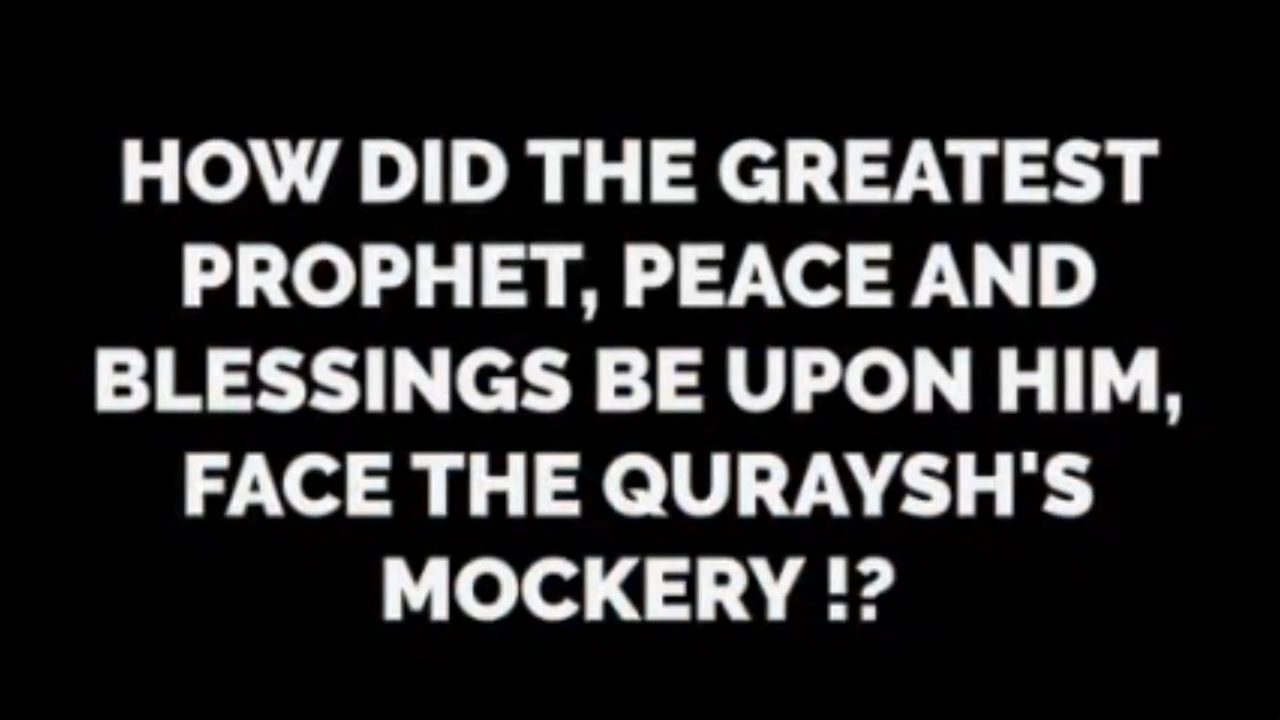 HOW DID THE GREATEST
PROPHET, PEACE AND
BLESSINGS BE UPON HIM,
FACE THE QURAYSH'S
MOCKERY !?